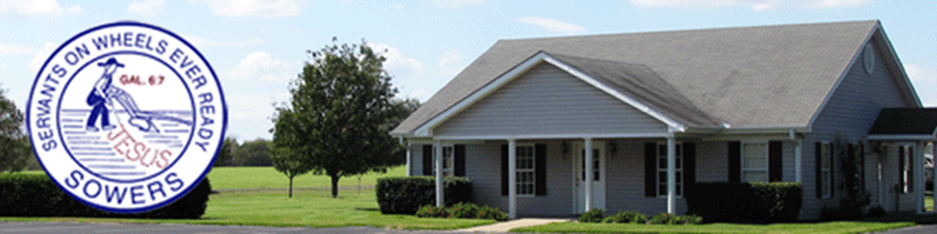 SERVANTS ON WHEELS EVER READY
GAL. 6:7
JESUS
SOWERS